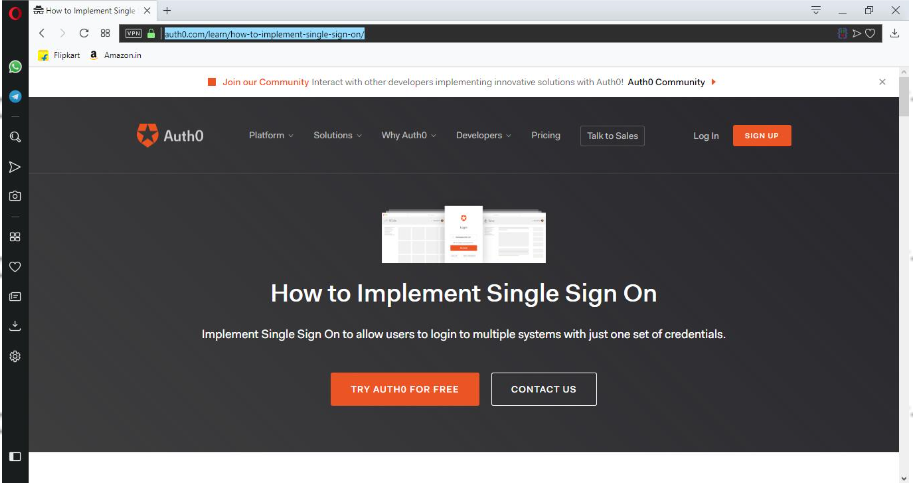 How to Implement Single
VPN
auth0.com/learn/how-to-implement-single-sign-on/
Flipkart
Amazon.in
Join our Community Interact with other developers implementing innovative solutions with Auth0! Auth0 Community
Auth0
Platform
Solutions
Why Auth0
Developers
Pricing
Talk to Sales
Log In
SIGN UP
How to Implement Single Sign On
Implement Single Sign On to allow users to login to multiple systems with just one set of credentials.
TRY AUTH0 FOR FREE
CONTACT US